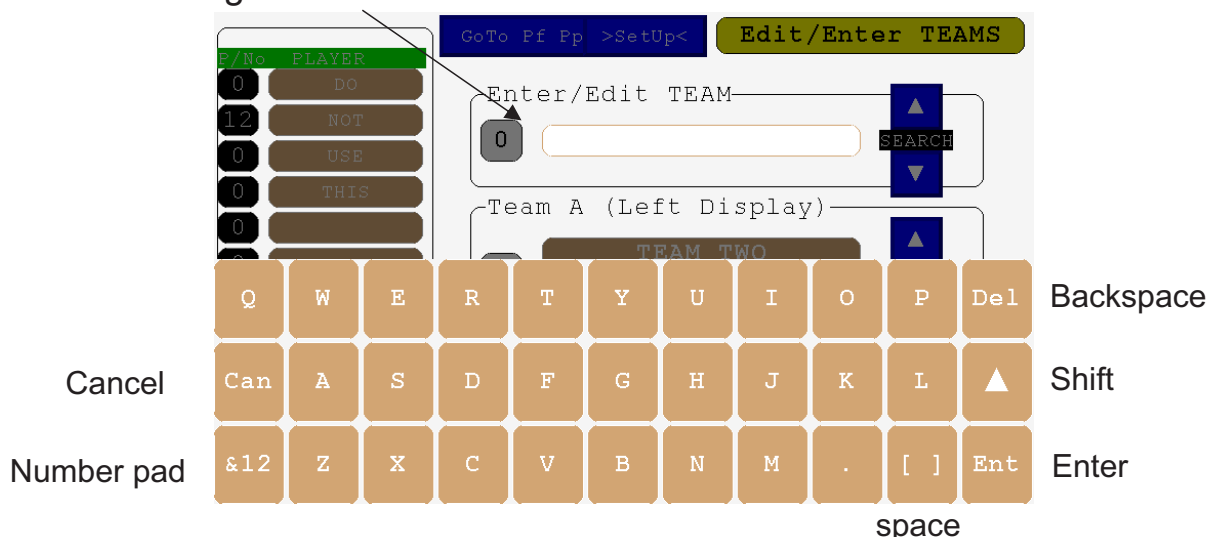 g
GoTo Pf Pp >SetUp< Edit/Enter TEAMS
P/No PLAYER
0 DO
12 NOT
0 USE
0 THIS
0
Enter/Edit TEAM
0
SEARCH
Team A (Left Display)
TEAM TWO
Q W E R T Y U I O P Del Backspace
Cancel Can A S D F G H J K L Shift
Number pad &12 Z X C V B N M . [ ] Ent Enter
space